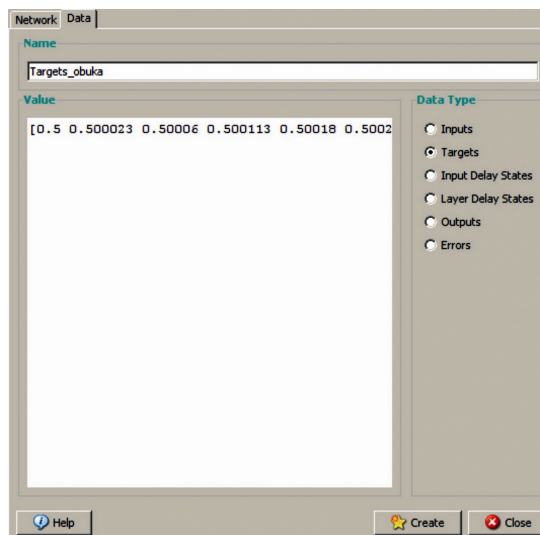 Network Data
Name
Targets_obuka
Value
Data Type
[0.5 0.500023 0.50006 0.500113 0.50018 0.5002
Inputs
Targets
Input Delay States
Layer Delay States
Outputs
Errors
Help
Create
Close